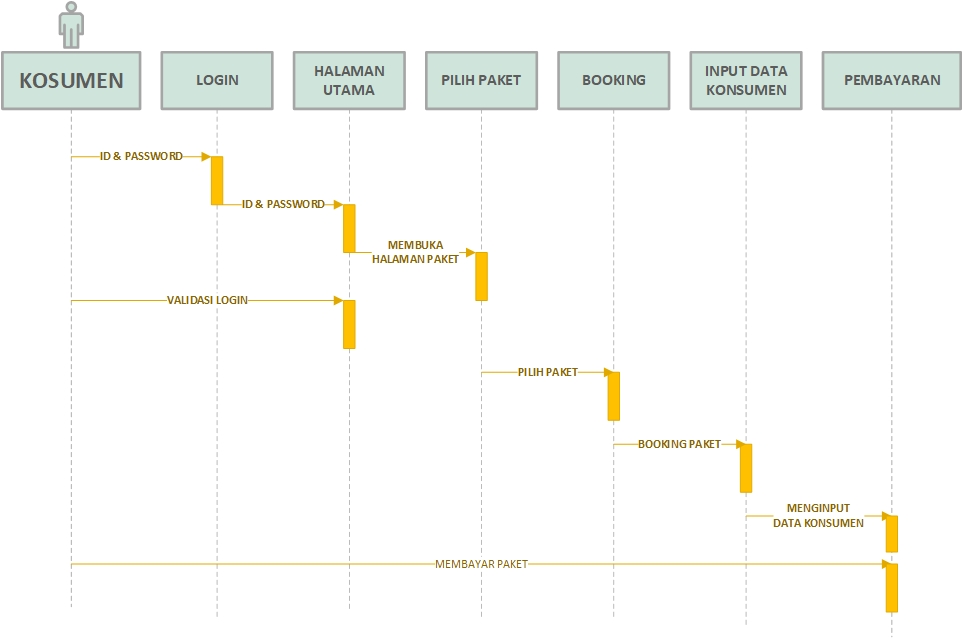 KOSUMEN
LOGIN
HALAMAN
UTAMA
PILIH PAKET
BOOKING
INPUT DATA
KONSUMEN
PEMBAYARAN
ID & PASSWORD
ID & PASSWORD
MEMBUKA
HALAMAN PAKET
VALIDASI LOGIN
PILIH PAKET
BOOKING PAKET
MENGINPUT
DATA KONSUMEN
MEMBAYAR PAKET